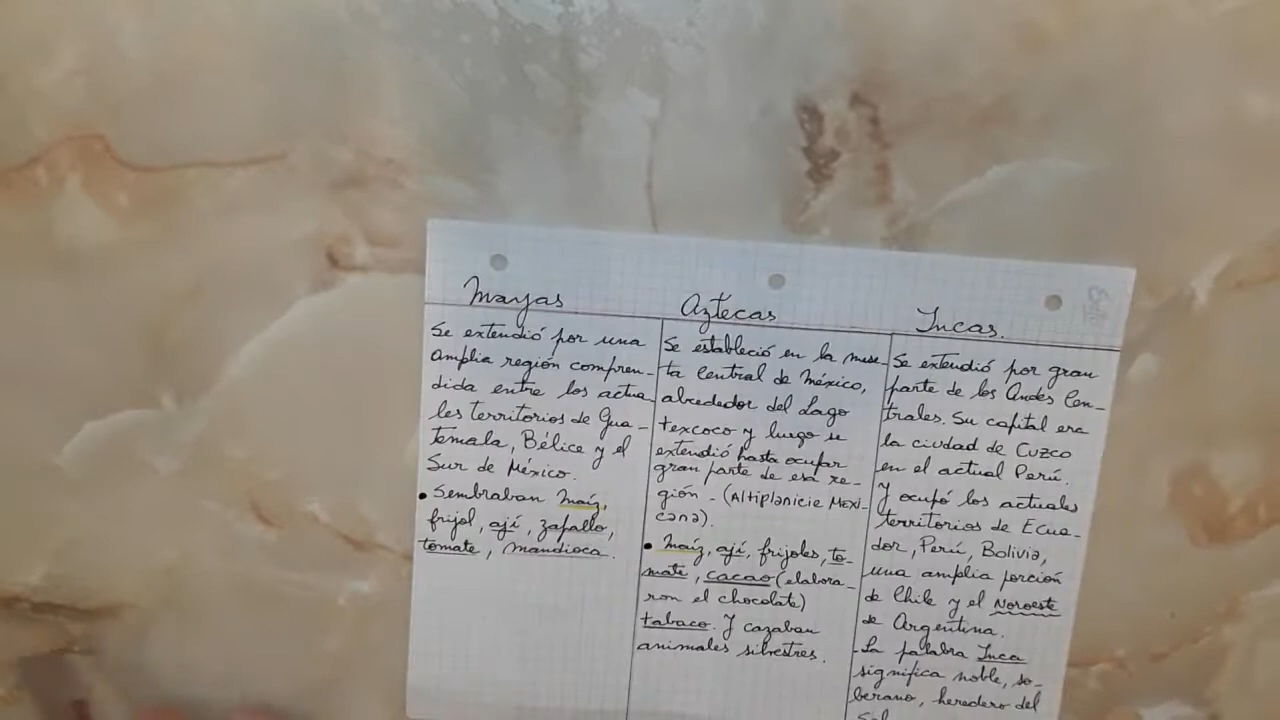 Mayas
Se extendió por una
amplia región compren-
dida entre los actua-
les territorios de Gua-
temala, Bélice y el
Sur de México.
• Sembraban maíz,
frijol, ají, zapallo,
tomate, mandioca.
Aztecas
Se estableció en la mese-
ta Central de México,
alrededor del Lago
Texcoco y luego se
extendió hasta ocupar
gran parte de esa re-
gión - (Altiplanicie Mexi-
cana).
• Maíz, ají, frijoles, to-
mate, cacao (elabora-
ron el chocolate)
tabaco. Y cazaban
animales silvestres.
Incas.
Se extendió por gran
parte de los Andes Cen-
trales. Su capital era
la ciudad de Cuzco
en el actual Perú.
Y ocupó los actuales
territorios de Ecua-
dor, Perú, Bolivia,
una amplia porción
de Chile y el Noroeste
de Argentina.
-La palabra Inca
significa noble, so-
berano, heredero del
Sol